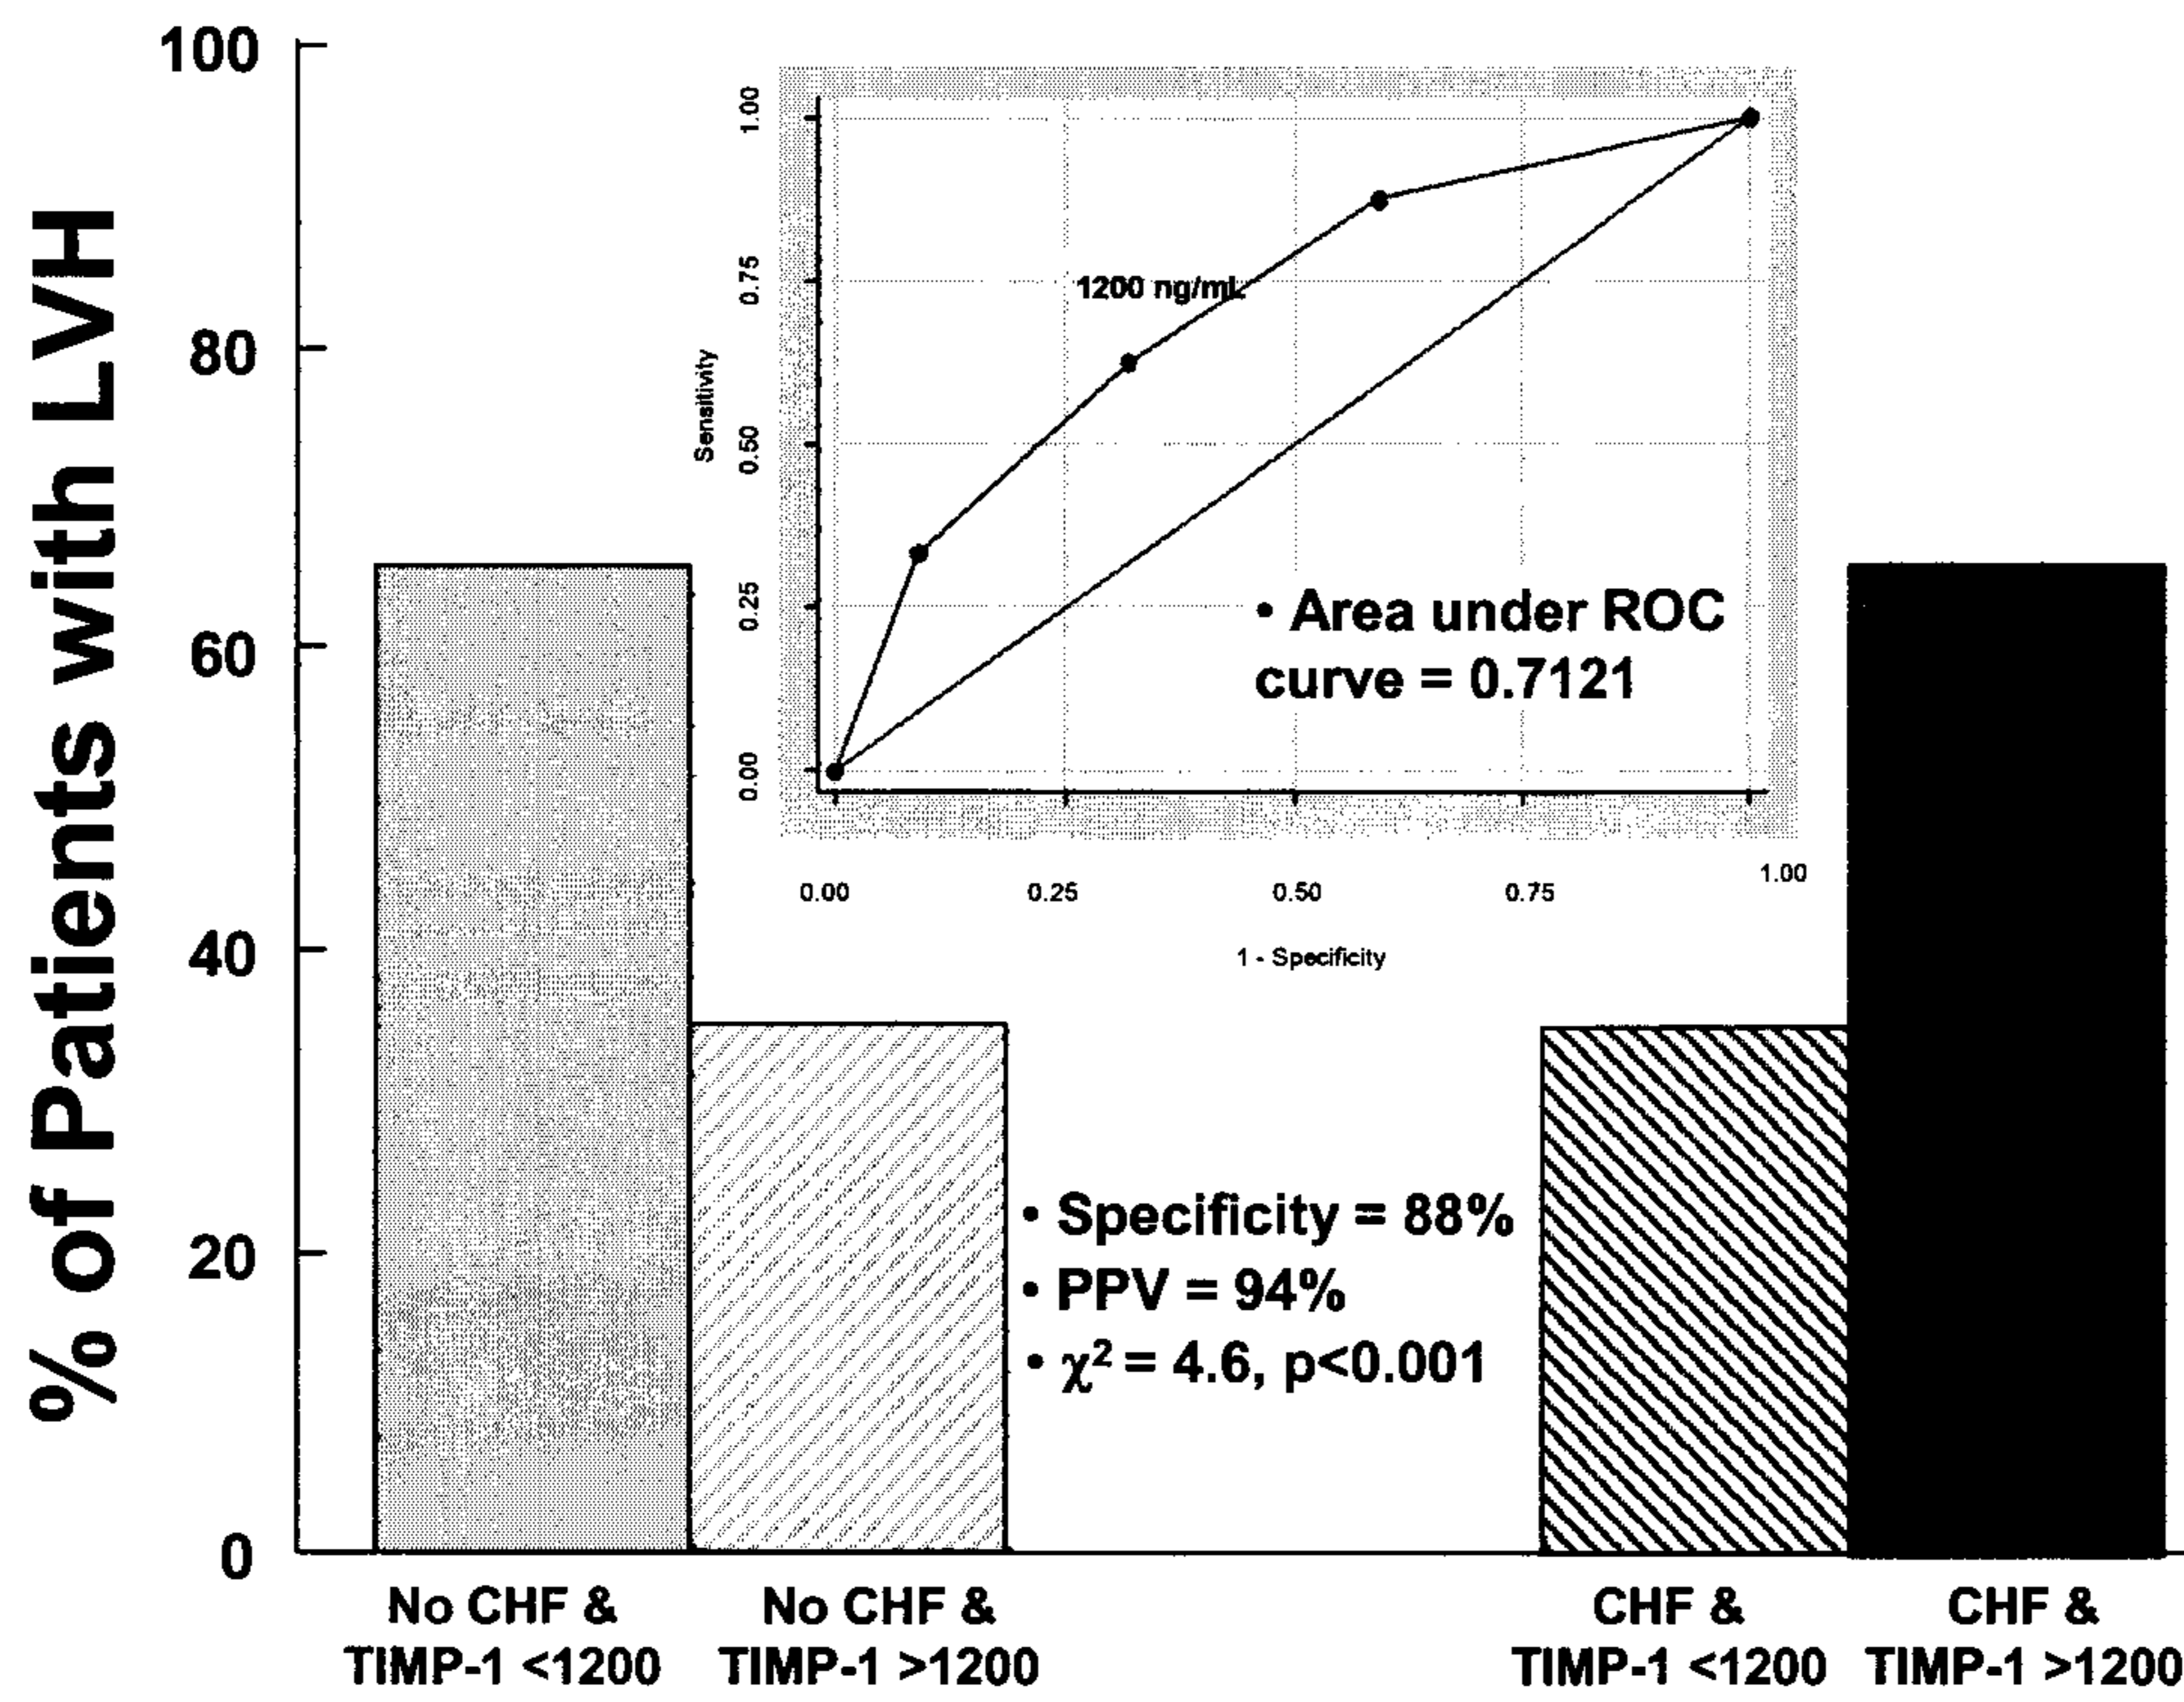 % of Patients with LVH
100
80
60
40
20
0
Sensitivity
1.00
0.75
0.50
0.25
0.00
1200 ng/mL
• Area under ROC
curve = 0.7121
0.00 0.25 0.50 0.75 1.00
1 - Specificity
• Specificity = 88%
• PPV = 94%
• χ² = 4.6, p<0.001
No CHF &
TIMP-1 <1200
No CHF &
TIMP-1 >1200
CHF &
TIMP-1 <1200
CHF &
TIMP-1 >1200